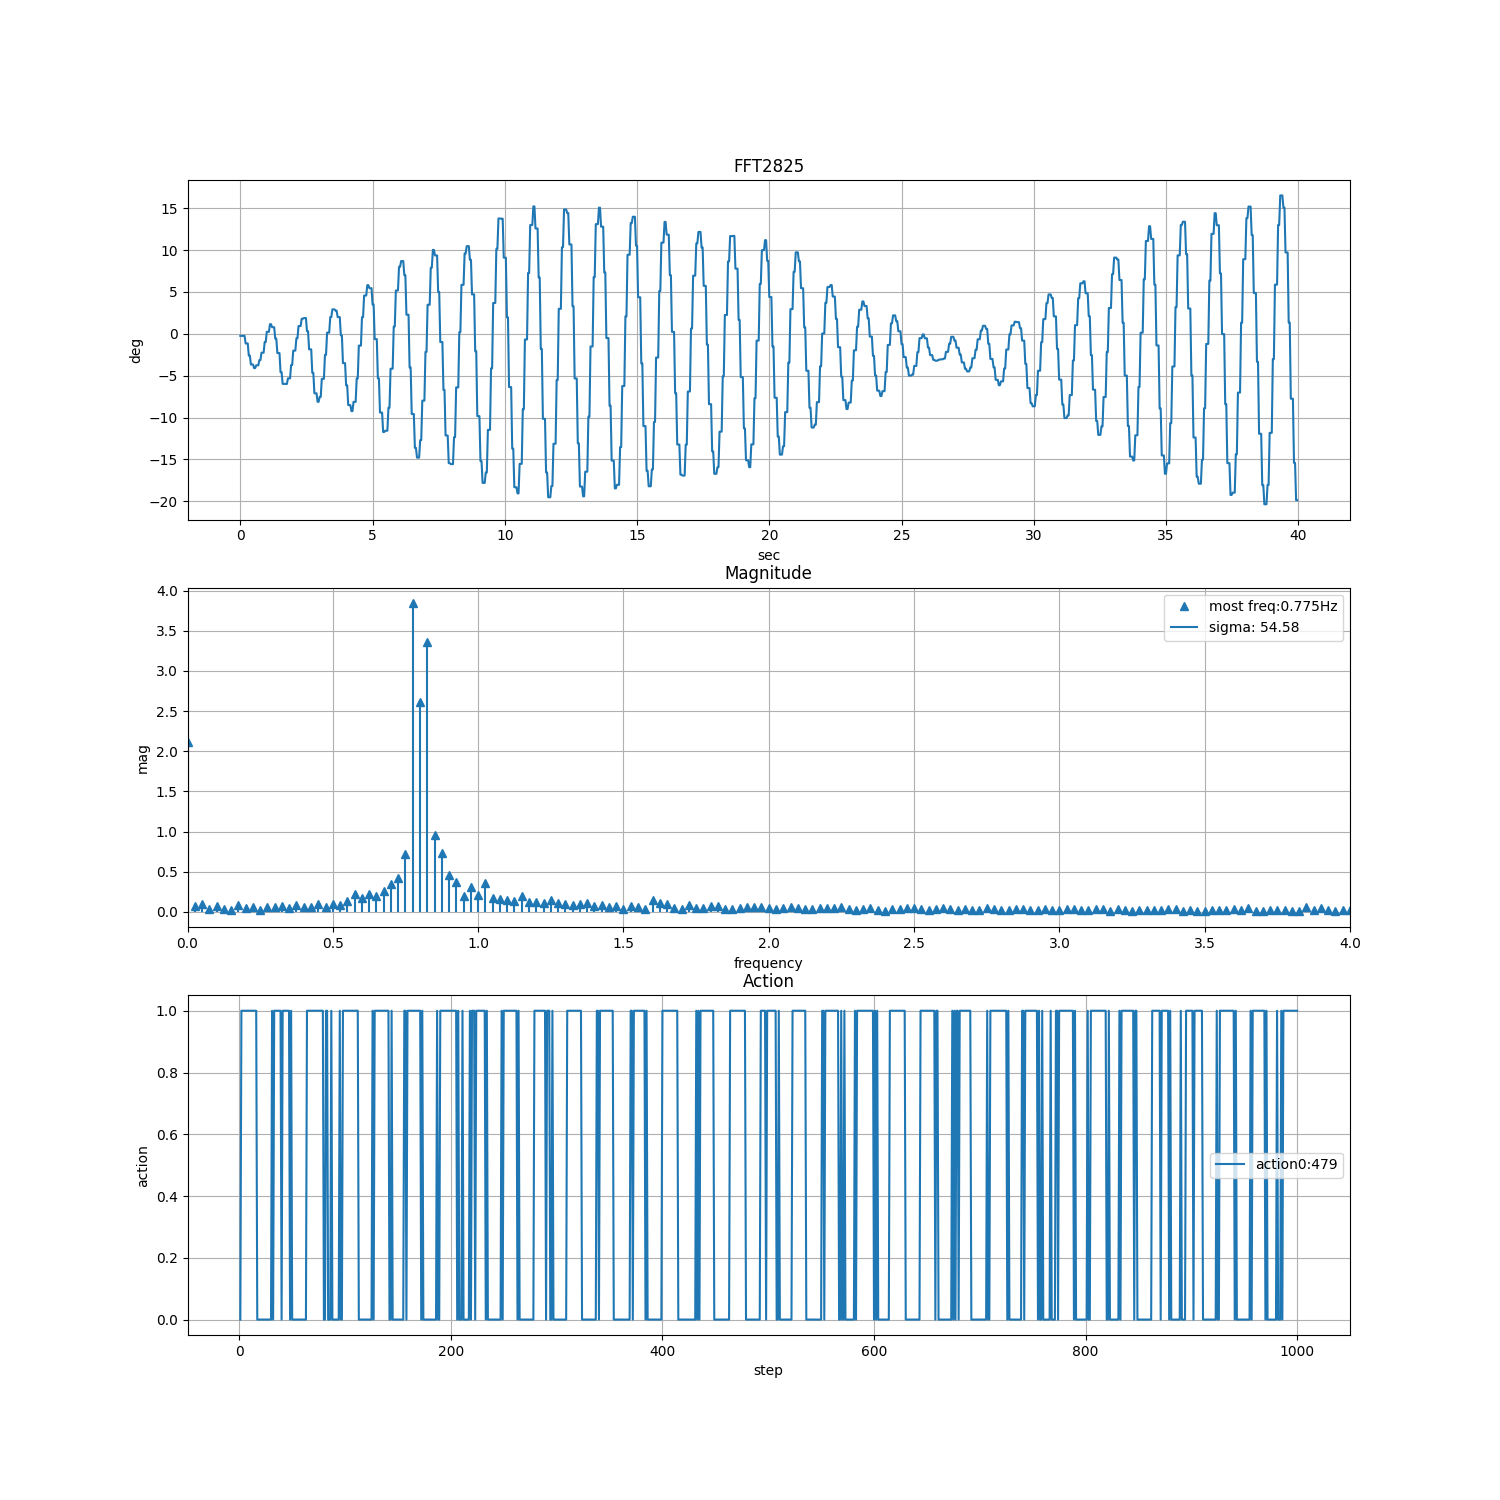 FFT2825
15
10
5
0
−5
−10
−15
−20
deg
0 5 10 15 20 25 30 35 40
sec
Magnitude
4.0
3.5
3.0
2.5
2.0
1.5
1.0
0.5
0.0
mag
most freq:0.775Hz
sigma: 54.58
0.0 0.5 1.0 1.5 2.0 2.5 3.0 3.5 4.0
frequency
Action
1.0
0.8
0.6
0.4
0.2
0.0
action
action0:479
0 200 400 600 800 1000
step